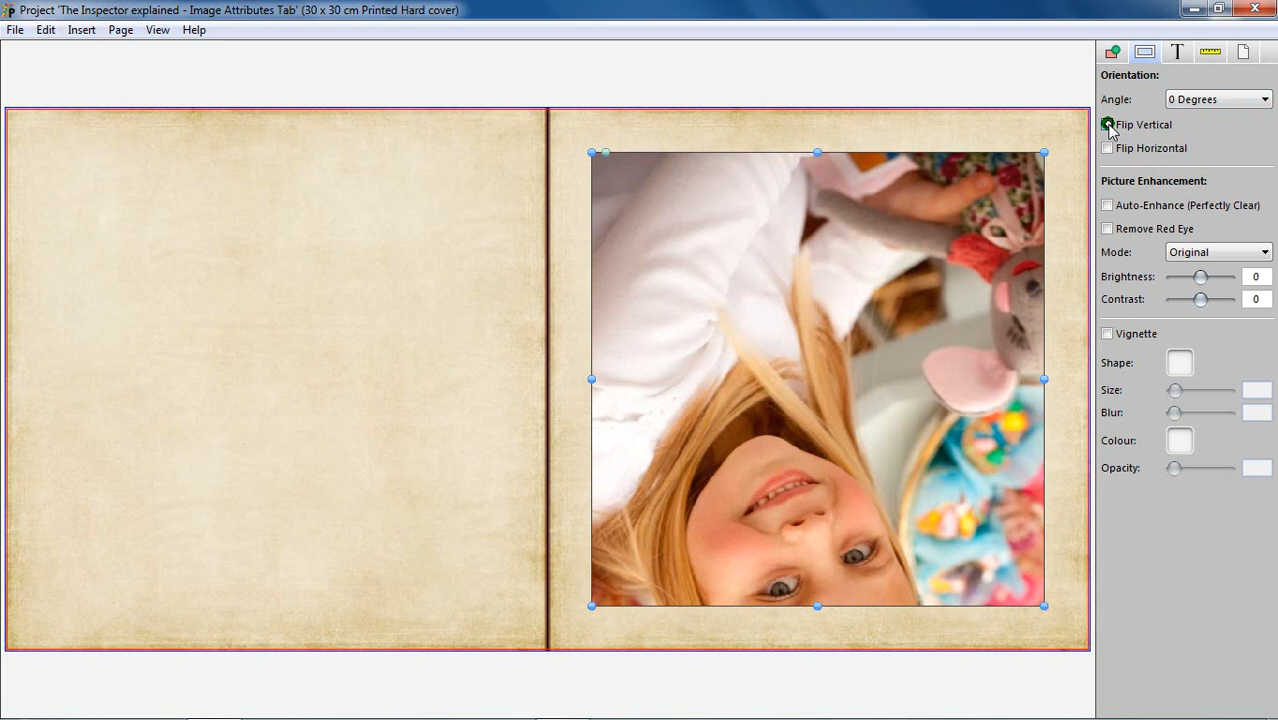 Project 'The Inspector explained - Image Attributes Tab' (30 x 30 cm Printed Hard cover)
File Edit Insert Page View Help
T
Orientation:
Angle: 0 Degrees
Flip Vertical
Flip Horizontal
Picture Enhancement:
Auto-Enhance (Perfectly Clear)
Remove Red Eye
Mode: Original
Brightness: 0
Contrast: 0
Vignette
Shape:
Size:
Blur:
Colour:
Opacity: